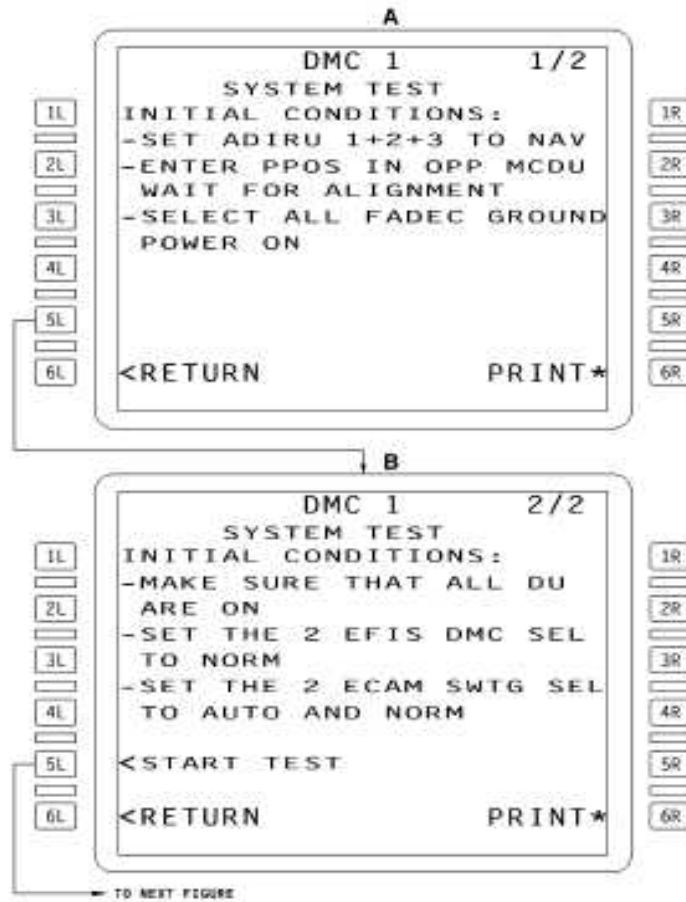 A
DMC 1 1/2
SYSTEM TEST
1L INITIAL CONDITIONS: 1R
-SET ADIRU 1+2+3 TO NAV
2L -ENTER PPOS IN OPP MCDU 2R
WAIT FOR ALIGNMENT
3L -SELECT ALL FADEC GROUND 3R
POWER ON
4L 4R
5L 5R
6L <RETURN PRINT* 6R
B
DMC 1 2/2
SYSTEM TEST
1L INITIAL CONDITIONS: 1R
-MAKE SURE THAT ALL DU
2L ARE ON 2R
-SET THE 2 EFIS DMC SEL
3L TO NORM 3R
-SET THE 2 ECAM SWTG SEL
4L TO AUTO AND NORM 4R
5L <START TEST 5R
6L <RETURN PRINT* 6R
TO NEXT FIGURE